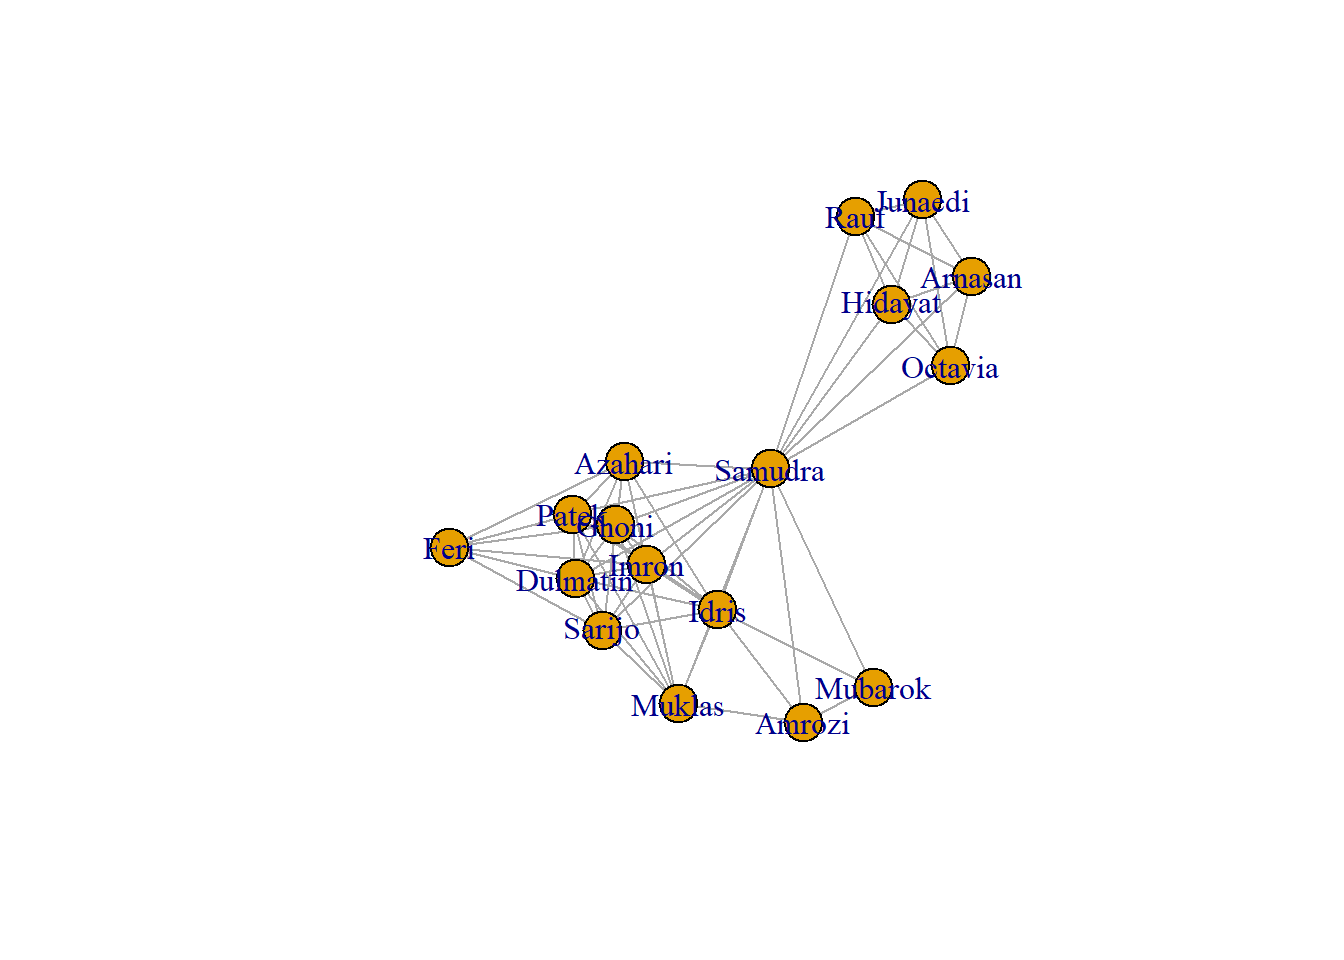 Junaedi
Rauf
Arnasan
Hidayat
Octavia
Azahari
Samudra
Patek
Ghoni
Feri
Imron
Dulmatin
Idris
Sarijo
Mubarok
Muklas
Amrozi